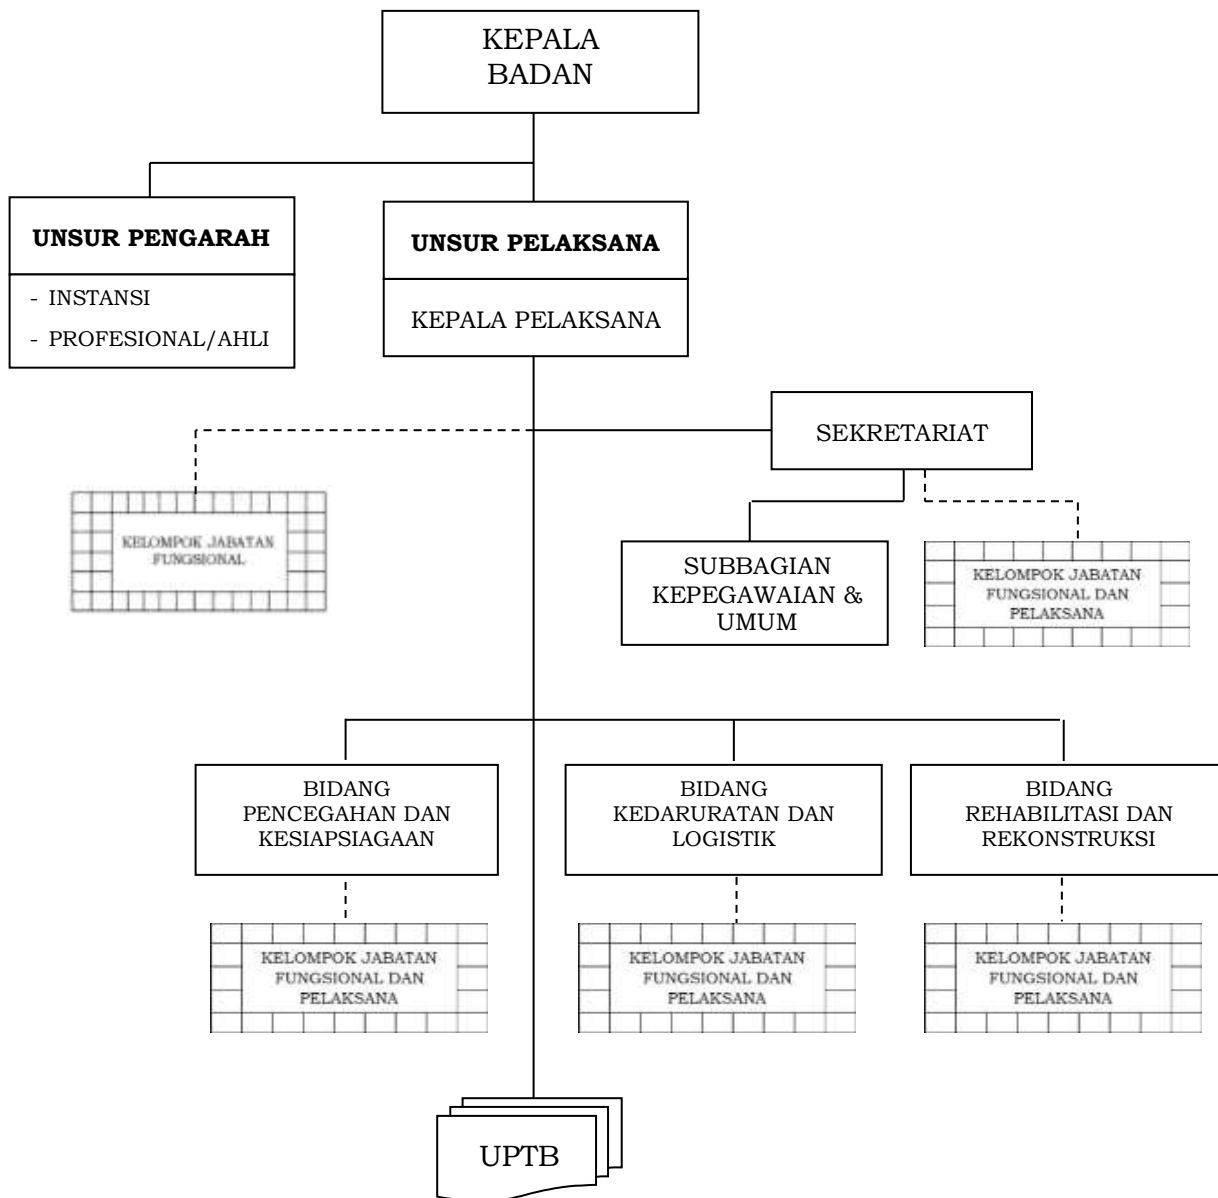 KEPALA
BADAN
UNSUR PENGARAH
- INSTANSI
- PROFESIONAL/AHLI
UNSUR PELAKSANA
KEPALA PELAKSANA
SEKRETARIAT
KELOMPOK JABATAN
FUNGSIONAL
SUBBAGIAN
KEPEGAWAIAN &
UMUM
KELOMPOK JABATAN
FUNGSIONAL DAN
PELAKSANA
BIDANG
PENCEGAHAN DAN
KESIAPSIAGAAN
BIDANG
KEDARURATAN DAN
LOGISTIK
BIDANG
REHABILITASI DAN
REKONSTRUKSI
KELOMPOK JABATAN
FUNGSIONAL DAN
PELAKSANA
KELOMPOK JABATAN
FUNGSIONAL DAN
PELAKSANA
KELOMPOK JABATAN
FUNGSIONAL DAN
PELAKSANA
UPTB